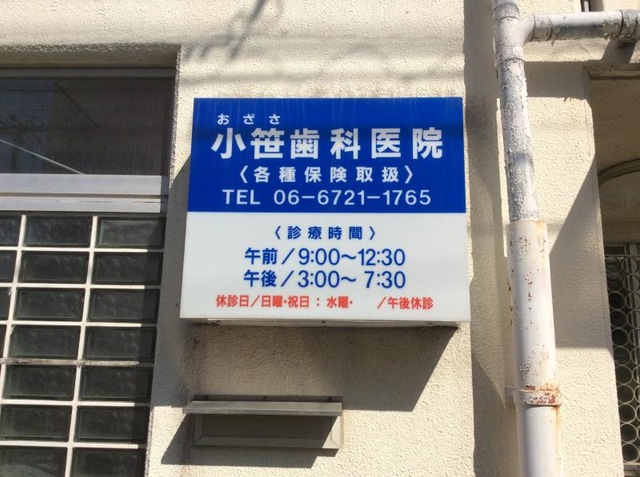 おざさ
小笹歯科医院
〈各種保険取扱〉
TEL 06-6721-1765
〈診療時間〉
午前/9:00〜12:30
午後/3:00〜7:30
休診日/日曜・祝日：水曜・　/午後休診